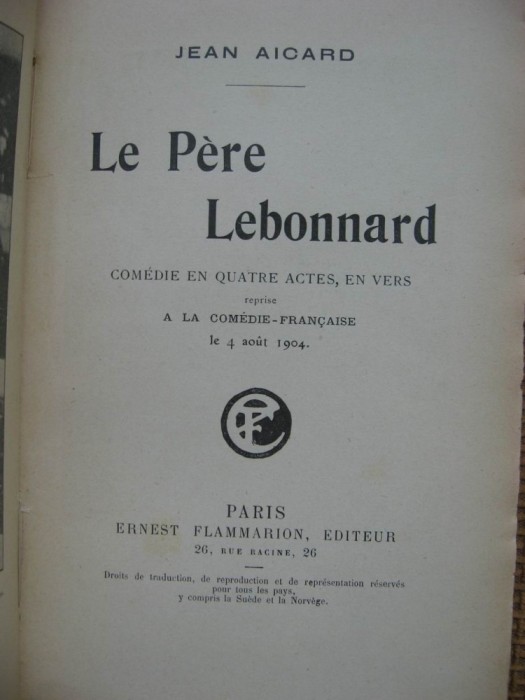 JEAN AICARD
Le Père
Lebonnard
COMÉDIE EN QUATRE ACTES, EN VERS
reprise
A LA COMÉDIE-FRANÇAISE
le 4 août 1904.
PARIS
ERNEST FLAMMARION, EDITEUR
26, RUE RACINE, 26
Droits de traduction, de reproduction et de représentation réservés
pour tous les pays,
y compris la Suède et la Norvège.